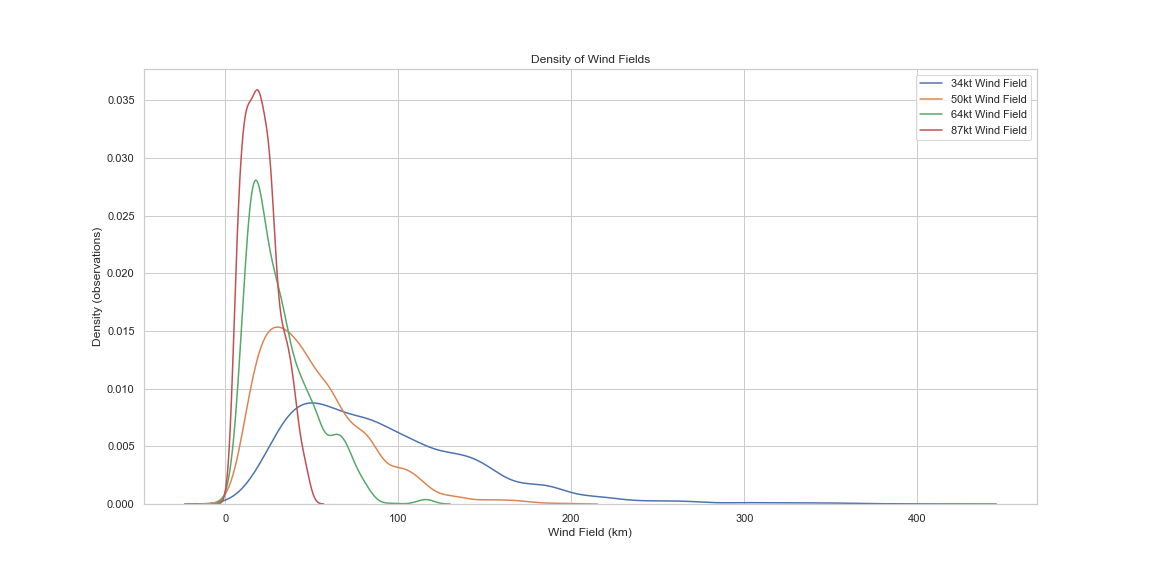 Density of Wind Fields
34kt Wind Field
50kt Wind Field
64kt Wind Field
87kt Wind Field
Density (observations)
0.035
0.030
0.025
0.020
0.015
0.010
0.005
0.000
0 100 200 300 400
Wind Field (km)